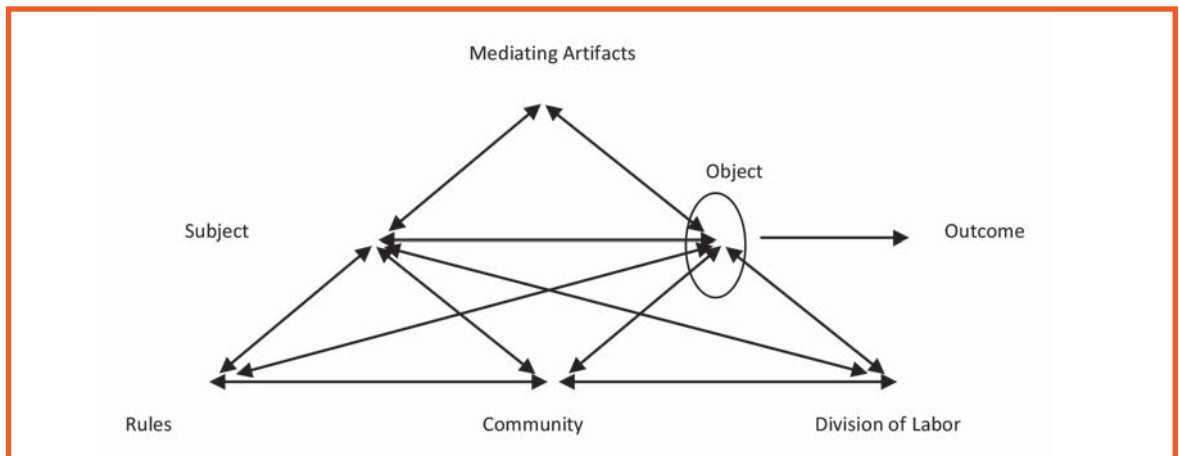 Mediating Artifacts
Object
Subject
Outcome
Rules
Community
Division of Labor